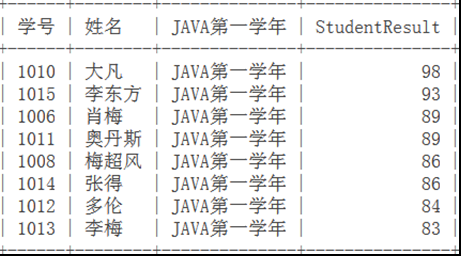 学号 | 姓名 | JAVA第一学年 | StudentResult
1010 | 大凡 | JAVA第一学年 | 98
1015 | 李东方 | JAVA第一学年 | 93
1006 | 肖梅 | JAVA第一学年 | 89
1011 | 奥丹斯 | JAVA第一学年 | 89
1008 | 梅超风 | JAVA第一学年 | 86
1014 | 张得 | JAVA第一学年 | 86
1012 | 多伦 | JAVA第一学年 | 84
1013 | 李梅 | JAVA第一学年 | 83